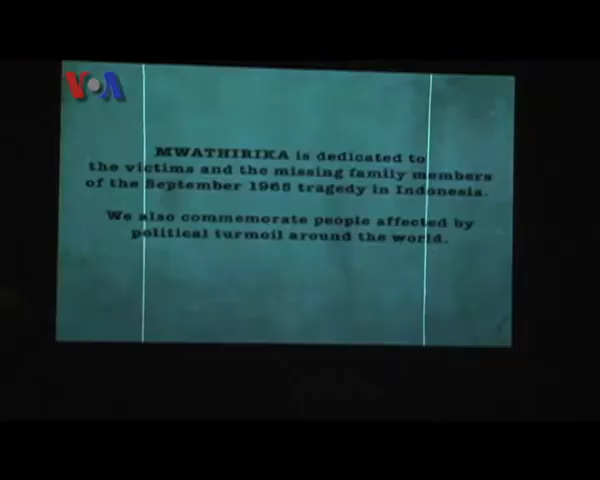 VOA
MWATHIRIKA is dedicated to
the victims and the missing family members
of the September 1965 tragedy in Indonesia.
We also commemorate people affected by
political turmoil around the world.